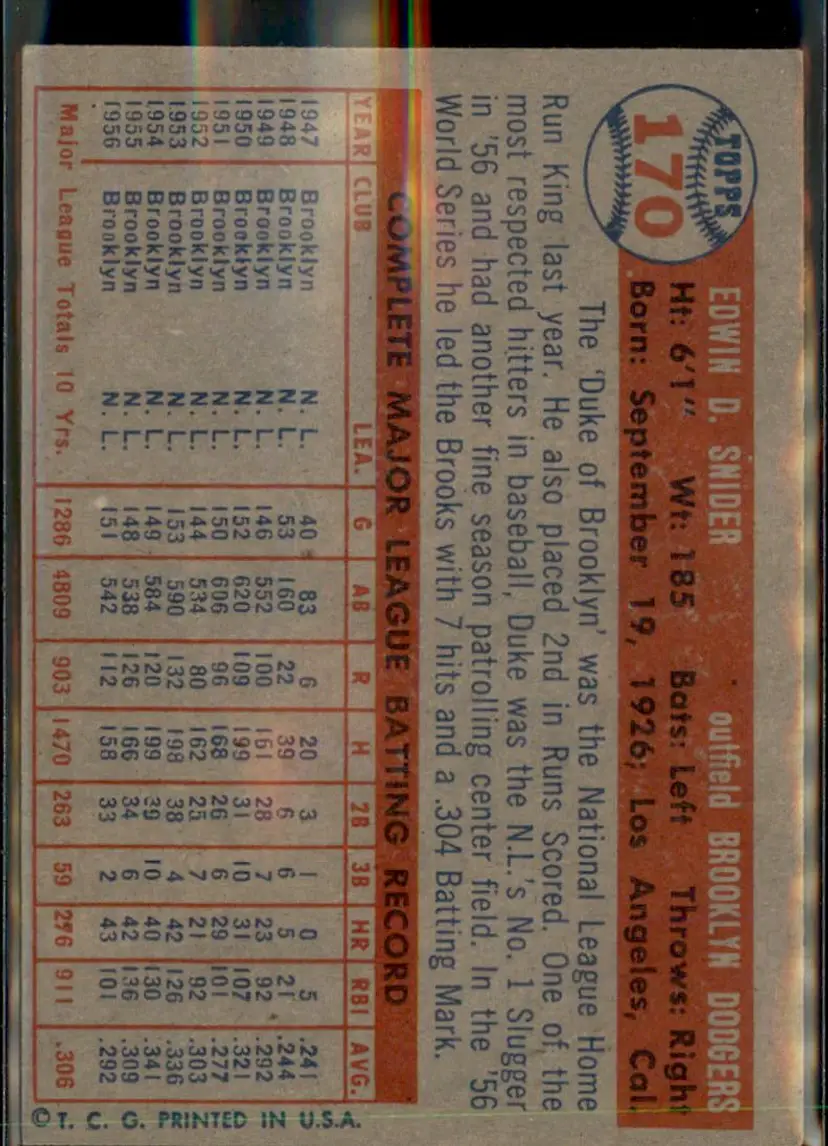 TOPPS
170
EDWIN D. SNIDER outfield BROOKLYN DODGERS
Ht: 6'1" Wt: 185 Bats: Left Throws: Right
Born: September 19, 1926; Los Angeles, Cal.
The 'Duke of Brooklyn' was the National League Home
Run King last year. He also placed 2nd in Runs Scored. One of the
most respected hitters in baseball, Duke was the N.L.'s No. 1 Slugger
in '56 and had another fine season patrolling center field. In the '56
World Series he led the Brooks with 7 hits and a .304 Batting Mark.
COMPLETE MAJOR LEAGUE BATTING RECORD
YEAR CLUB LEA. G AB R H 2B 3B HR RBI AVG.
1947 Brooklyn N. L. 40 83 6 20 3 1 0 5 .241
1948 Brooklyn N. L. 53 160 22 39 6 6 5 21 .244
1949 Brooklyn N. L. 146 552 100 161 28 7 23 92 .292
1950 Brooklyn N. L. 152 620 109 199 31 10 31 107 .321
1951 Brooklyn N. L. 150 606 96 168 26 6 29 101 .277
1952 Brooklyn N. L. 144 534 80 162 25 7 21 92 .303
1953 Brooklyn N. L. 153 590 132 198 38 4 42 126 .336
1954 Brooklyn N. L. 149 584 120 199 39 10 40 130 .341
1955 Brooklyn N. L. 148 538 126 166 34 6 42 136 .309
1956 Brooklyn N. L. 151 542 112 158 33 2 43 101 .292
Major League Totals 10 Yrs. 1286 4809 903 1470 263 59 276 911 .306
© T. C. G. PRINTED IN U.S.A.